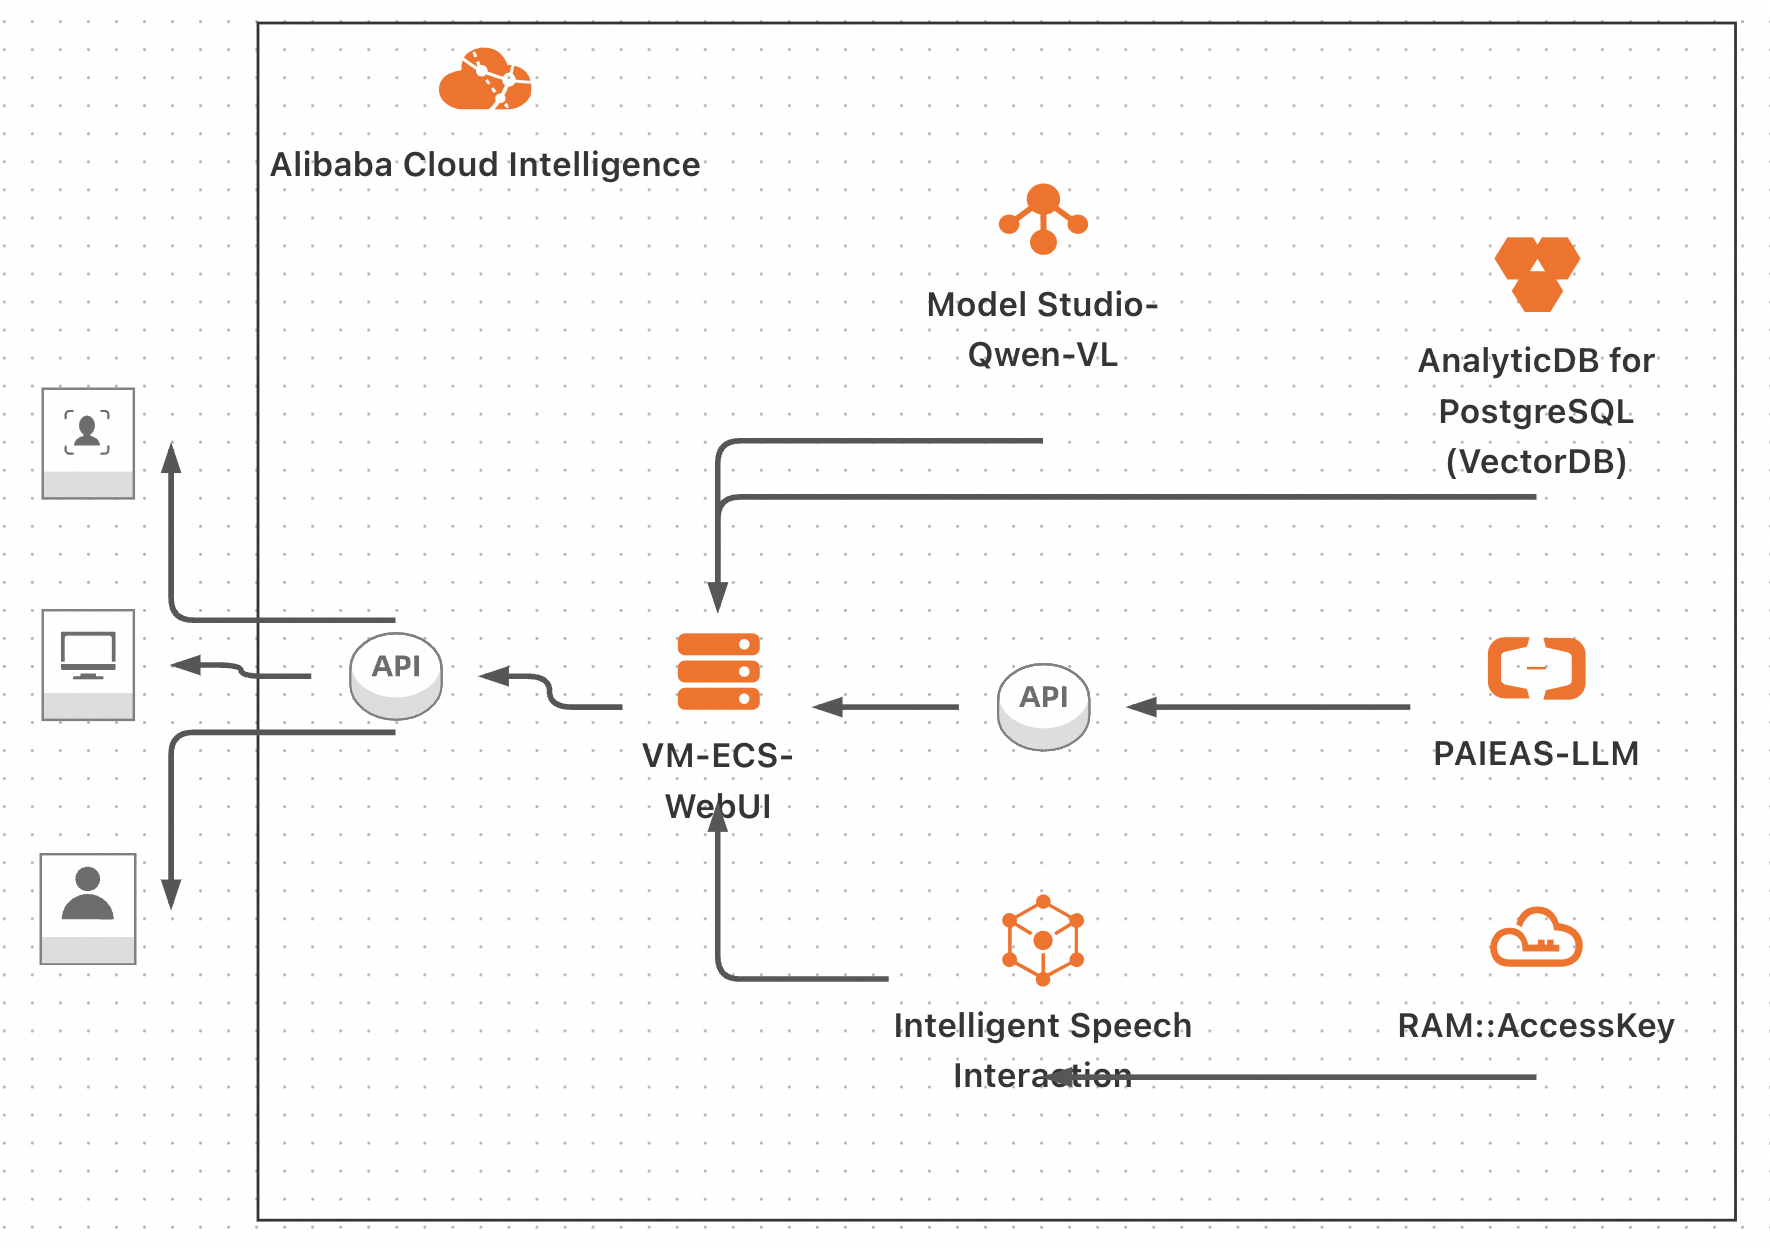 Alibaba Cloud Intelligence
Model Studio-
Qwen-VL
AnalyticDB for
PostgreSQL
(VectorDB)
API
VM-ECS-
WebUI
API
PAIEAS-LLM
Intelligent Speech
Interaction
RAM::AccessKey